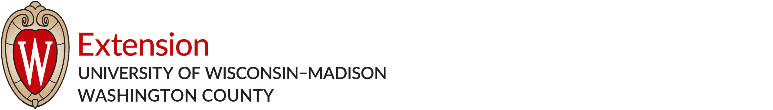 W
Extension
UNIVERSITY OF WISCONSIN–MADISON
WASHINGTON COUNTY